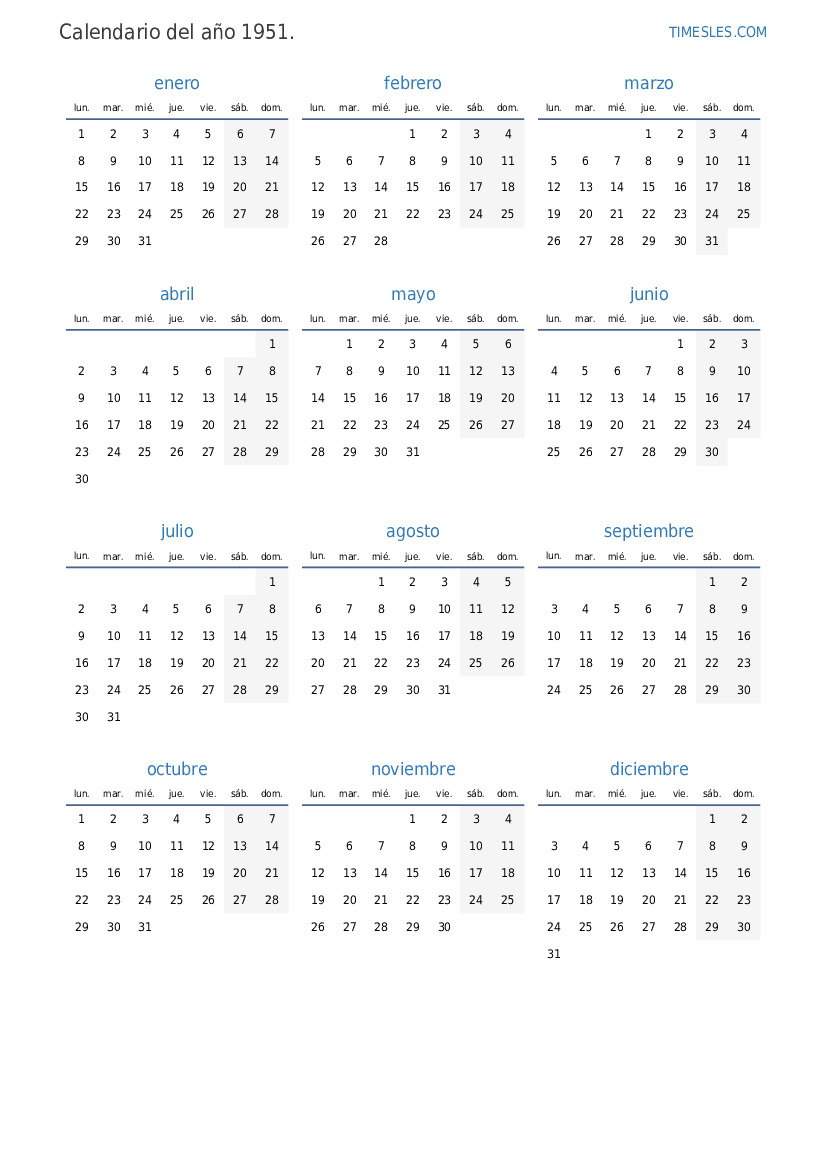 Calendario del año 1951. TIMESLES.COM
enero febrero marzo
lun. mar. mié. jue. vie. sáb. dom. lun. mar. mié. jue. vie. sáb. dom. lun. mar. mié. jue. vie. sáb. dom.
1 2 3 4 5 6 7 1 2 3 4 1 2 3 4
8 9 10 11 12 13 14 5 6 7 8 9 10 11 5 6 7 8 9 10 11
15 16 17 18 19 20 21 12 13 14 15 16 17 18 12 13 14 15 16 17 18
22 23 24 25 26 27 28 19 20 21 22 23 24 25 19 20 21 22 23 24 25
29 30 31 26 27 28 26 27 28 29 30 31
abril mayo junio
lun. mar. mié. jue. vie. sáb. dom. lun. mar. mié. jue. vie. sáb. dom. lun. mar. mié. jue. vie. sáb. dom.
1 1 2 3 4 5 6 1 2 3
2 3 4 5 6 7 8 7 8 9 10 11 12 13 4 5 6 7 8 9 10
9 10 11 12 13 14 15 14 15 16 17 18 19 20 11 12 13 14 15 16 17
16 17 18 19 20 21 22 21 22 23 24 25 26 27 18 19 20 21 22 23 24
23 24 25 26 27 28 29 28 29 30 31 25 26 27 28 29 30
30
julio agosto septiembre
lun. mar. mié. jue. vie. sáb. dom. lun. mar. mié. jue. vie. sáb. dom. lun. mar. mié. jue. vie. sáb. dom.
1 1 2 3 4 5 1 2
2 3 4 5 6 7 8 6 7 8 9 10 11 12 3 4 5 6 7 8 9
9 10 11 12 13 14 15 13 14 15 16 17 18 19 10 11 12 13 14 15 16
16 17 18 19 20 21 22 20 21 22 23 24 25 26 17 18 19 20 21 22 23
23 24 25 26 27 28 29 27 28 29 30 31 24 25 26 27 28 29 30
30 31
octubre noviembre diciembre
lun. mar. mié. jue. vie. sáb. dom. lun. mar. mié. jue. vie. sáb. dom. lun. mar. mié. jue. vie. sáb. dom.
1 2 3 4 5 6 7 1 2 3 4 1 2
8 9 10 11 12 13 14 5 6 7 8 9 10 11 3 4 5 6 7 8 9
15 16 17 18 19 20 21 12 13 14 15 16 17 18 10 11 12 13 14 15 16
22 23 24 25 26 27 28 19 20 21 22 23 24 25 17 18 19 20 21 22 23
29 30 31 26 27 28 29 30 24 25 26 27 28 29 30
31